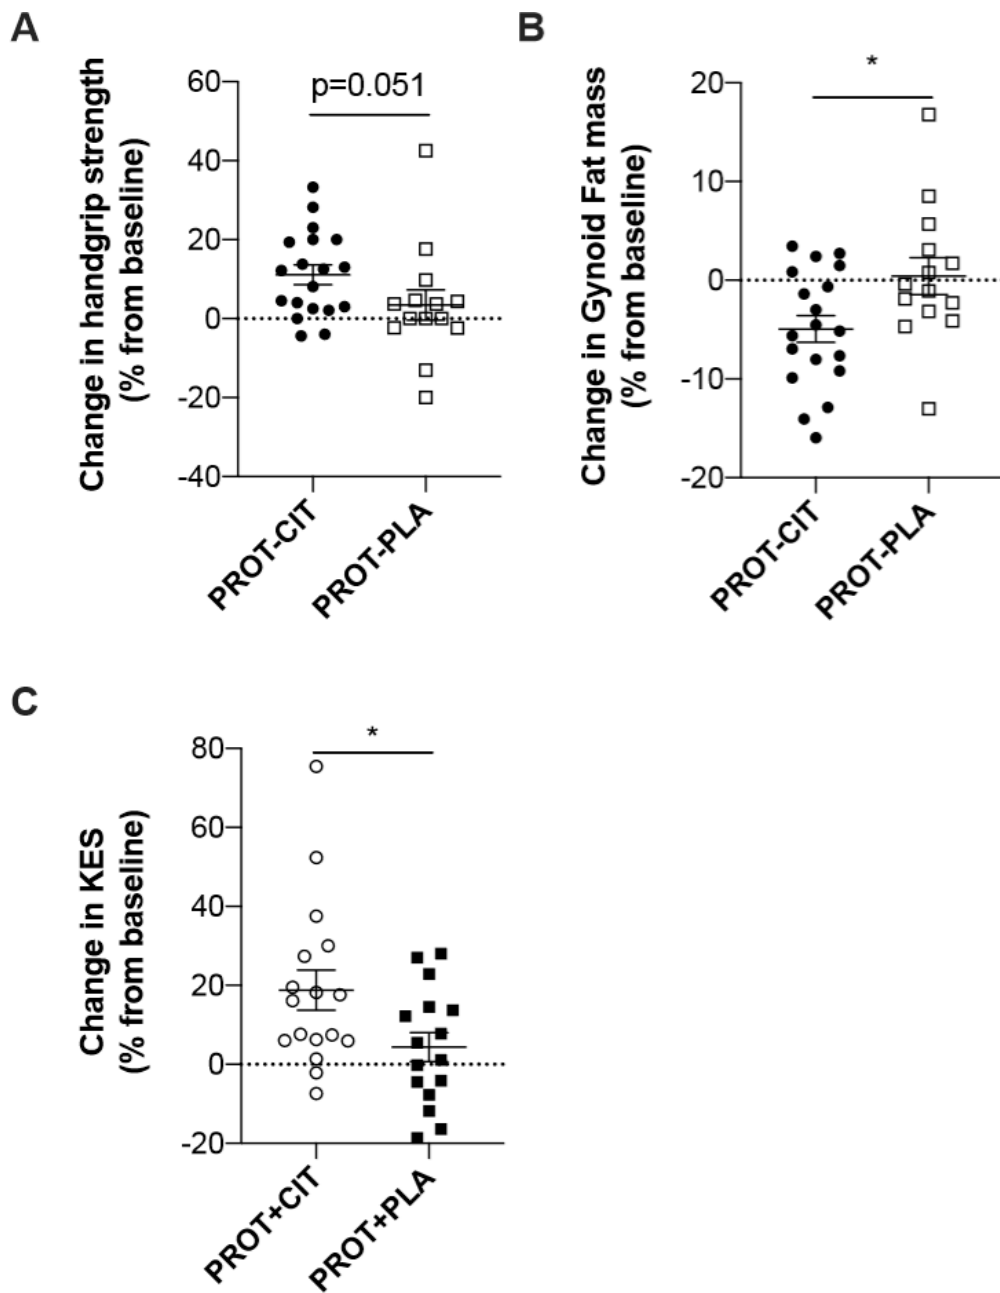 A
Change in handgrip strength
(% from baseline)
60
40
20
0
-20
-40
p=0.051
PROT-CIT
PROT-PLA
B
Change in Gynoid Fat mass
(% from baseline)
20
10
0
-10
-20
*
PROT-CIT
PROT-PLA
C
Change in KES
(% from baseline)
80
60
40
20
0
-20
*
PROT+CIT
PROT+PLA